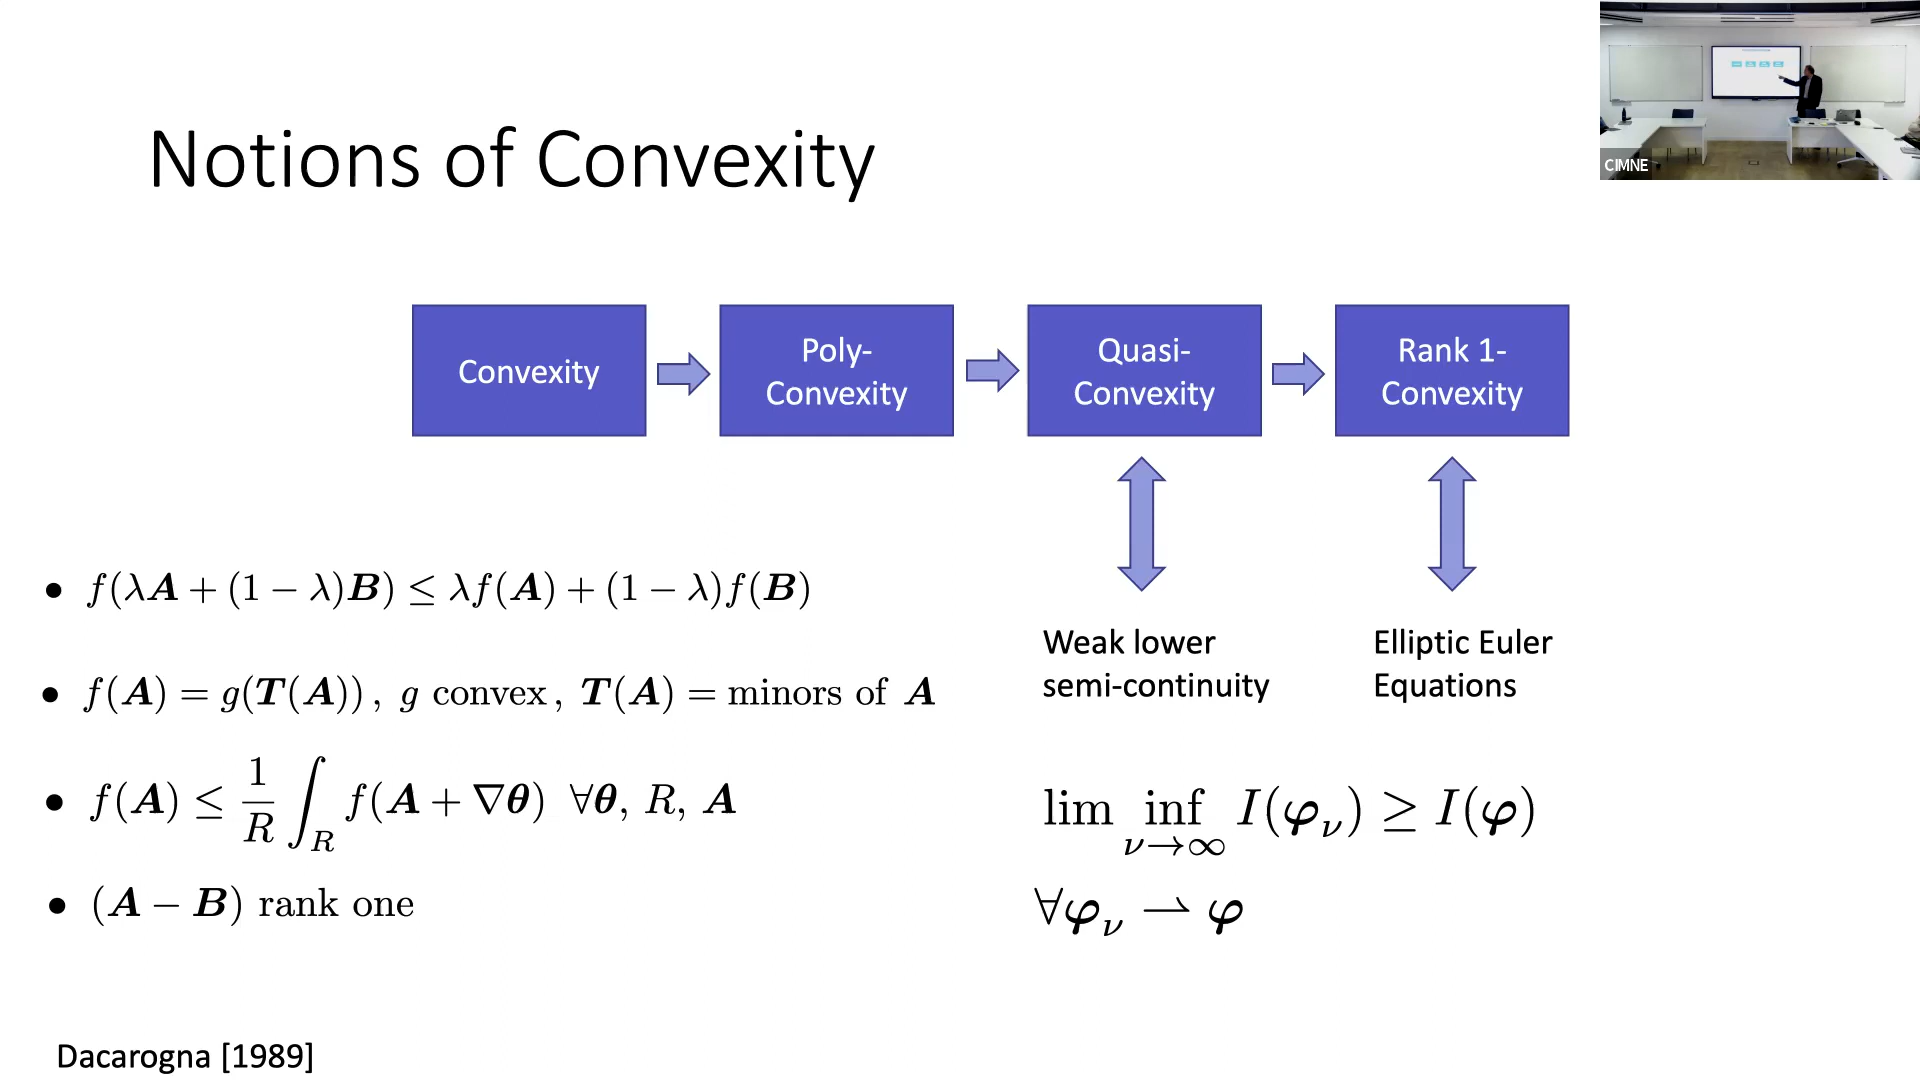 CIMNE
Notions of Convexity
Convexity
Poly-
Convexity
Quasi-
Convexity
Rank 1-
Convexity
• f(λA + (1 − λ)B) ≤ λf(A) + (1 − λ)f(B)
• f(A) = g(T(A)) , g convex , T(A) = minors of A
• f(A) ≤ 1/R ∫_R f(A + ∇θ) ∀θ, R, A
• (A − B) rank one
Weak lower
semi-continuity
Elliptic Euler
Equations
lim inf_{ν→∞} I(φ_ν) ≥ I(φ)
∀φ_ν ⇀ φ
Dacarogna [1989]